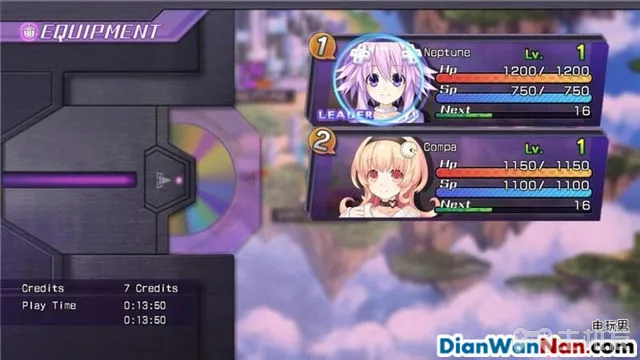 EQUIPMENT
1 Neptune Lv. 1
Hp 1200/ 1200
Sp 750/ 750
LEADER Next 16
2 Compa Lv. 1
Hp 1150/ 1150
Sp 1100/ 1100
Next 16
Credits 7 Credits
Play Time 0:13:50
0:13:50
电玩男
DianWanNan.com